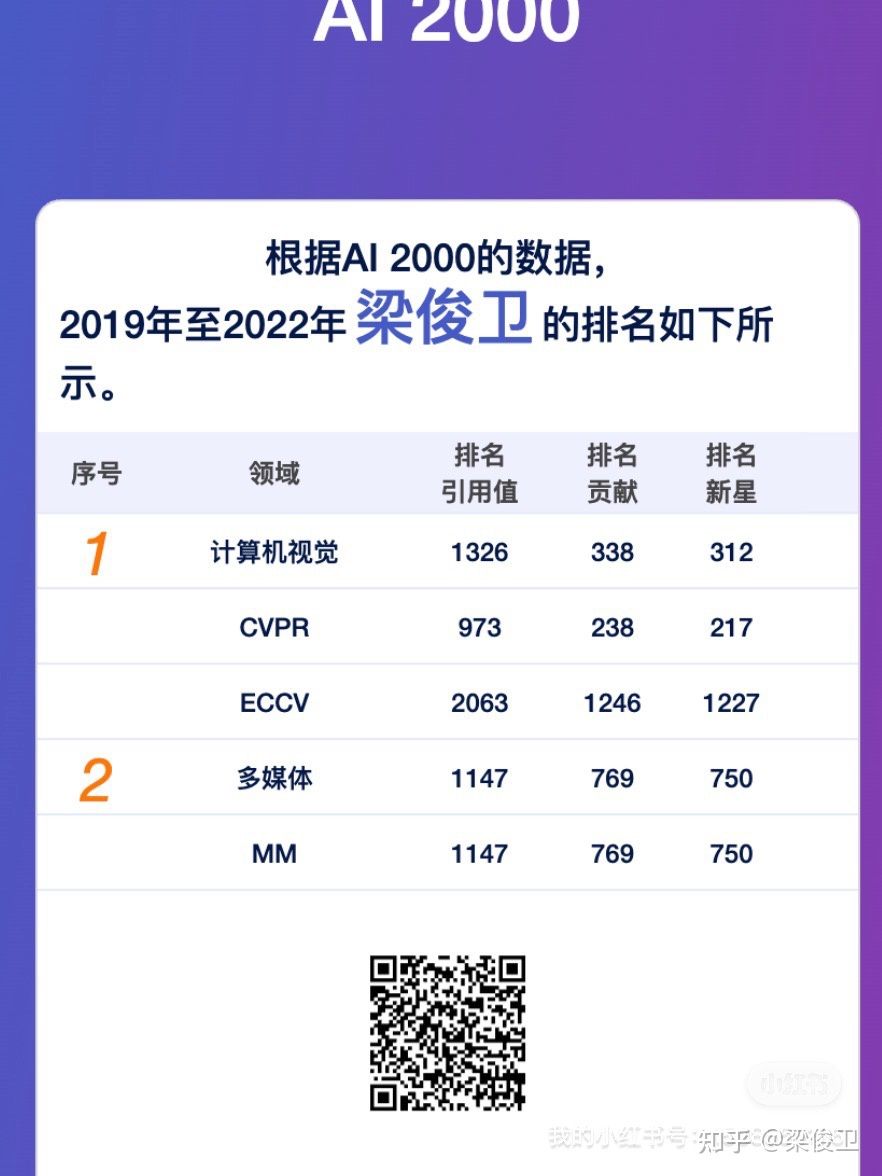 AI 2000
根据AI 2000的数据，
2019年至2022年 梁俊卫 的排名如下所
示。
序号 领域 排名引用值 排名贡献 排名新星
1 计算机视觉 1326 338 312
CVPR 973 238 217
ECCV 2063 1246 1227
2 多媒体 1147 769 750
MM 1147 769 750
小红书
我的小红书号：
知乎 @梁俊卫